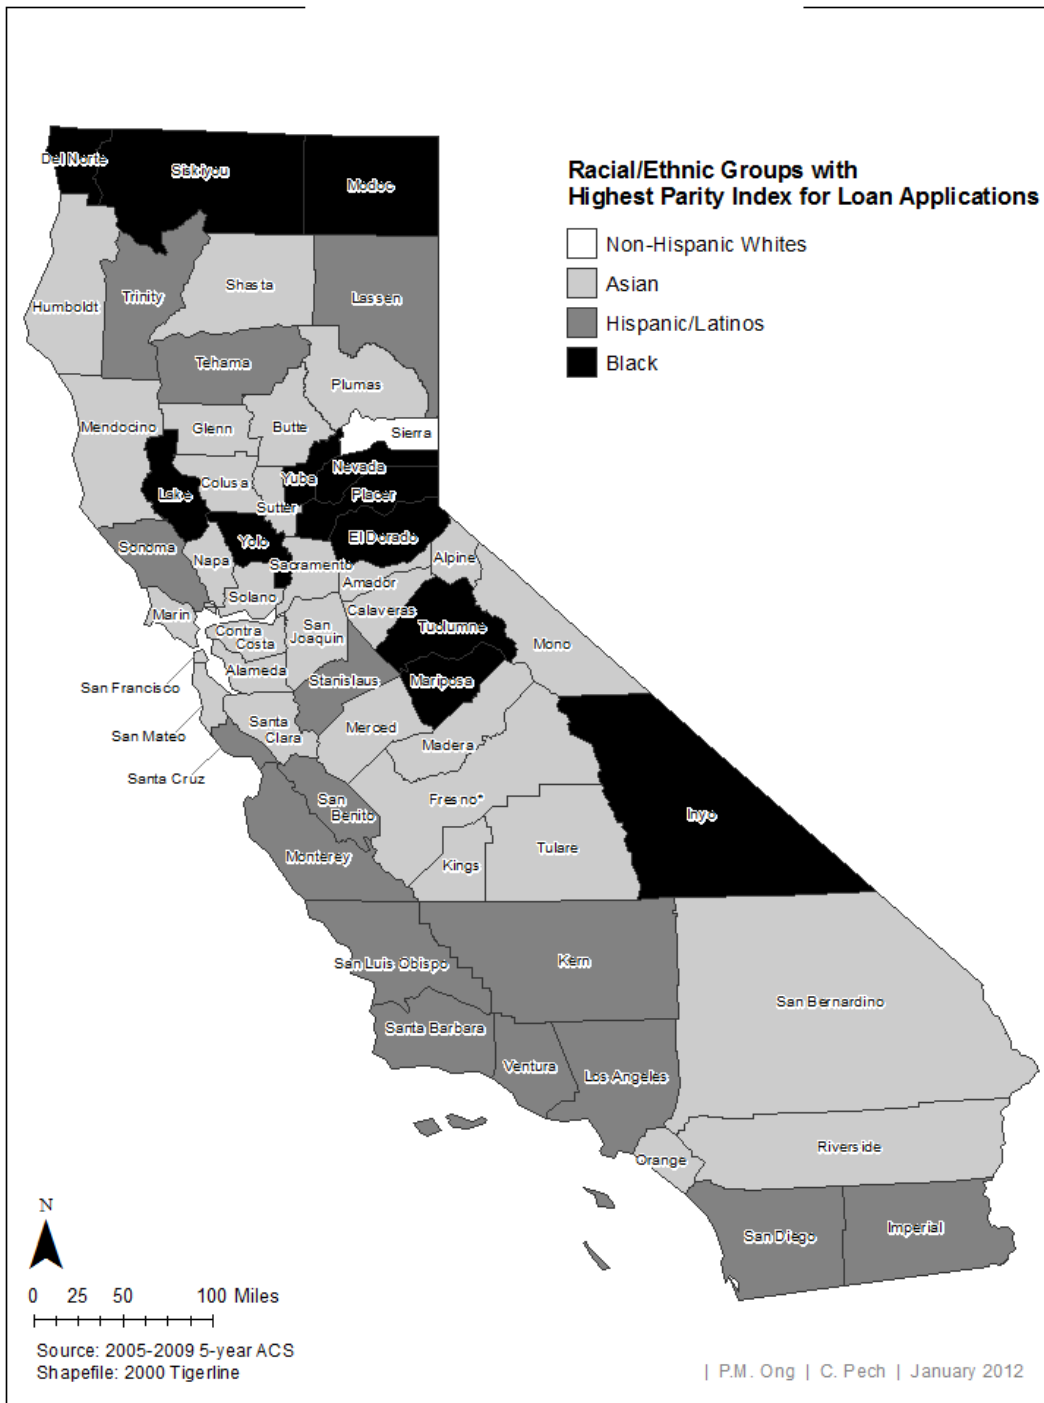 Racial/Ethnic Groups with
Highest Parity Index for Loan Applications
Non-Hispanic Whites
Asian
Hispanic/Latinos
Black
Del Norte
Siskiyou
Modoc
Humboldt
Trinity
Shasta
Lassen
Tehama
Plumas
Mendocino
Glenn
Butte
Sierra
Lake
Colusa
Yuba
Nevada
Sutter
Placer
Sonoma
Yolo
El Dorado
Napa
Sacramento
Alpine
Amador
Solano
Marin
Calaveras
Contra
Costa
San
Joaquin
Tuolumne
Mono
Alameda
Stanislaus
Mariposa
San Francisco
San Mateo
Santa
Clara
Merced
Madera
Santa Cruz
San
Benito
Fresno*
Inyo
Monterey
Kings
Tulare
San Luis Obispo
Kern
San Bernardino
Santa Barbara
Ventura
Los Angeles
Orange
Riverside
San Diego
Imperial
N
0 25 50 100 Miles
Source: 2005-2009 5-year ACS
Shapefile: 2000 Tigerline
| P.M. Ong | C. Pech | January 2012